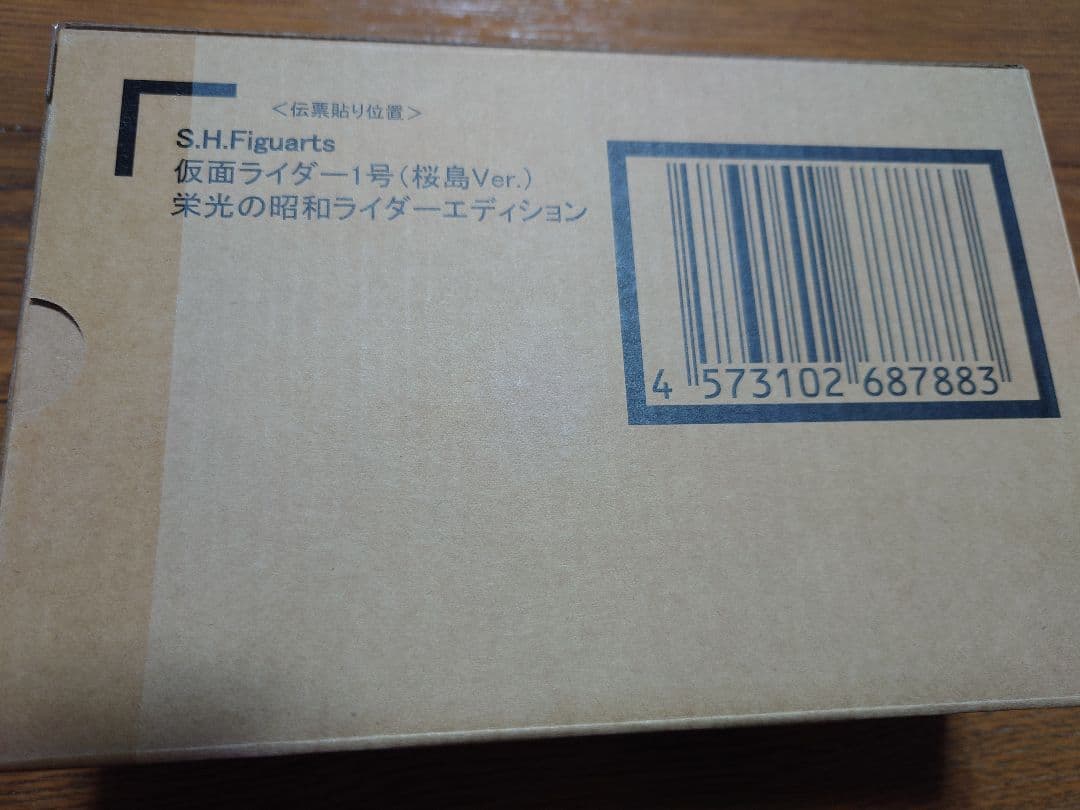 ＜伝票貼り位置＞
S.H.Figuarts
仮面ライダー1号（桜島Ver.）
栄光の昭和ライダーエディション
4 573102 687883